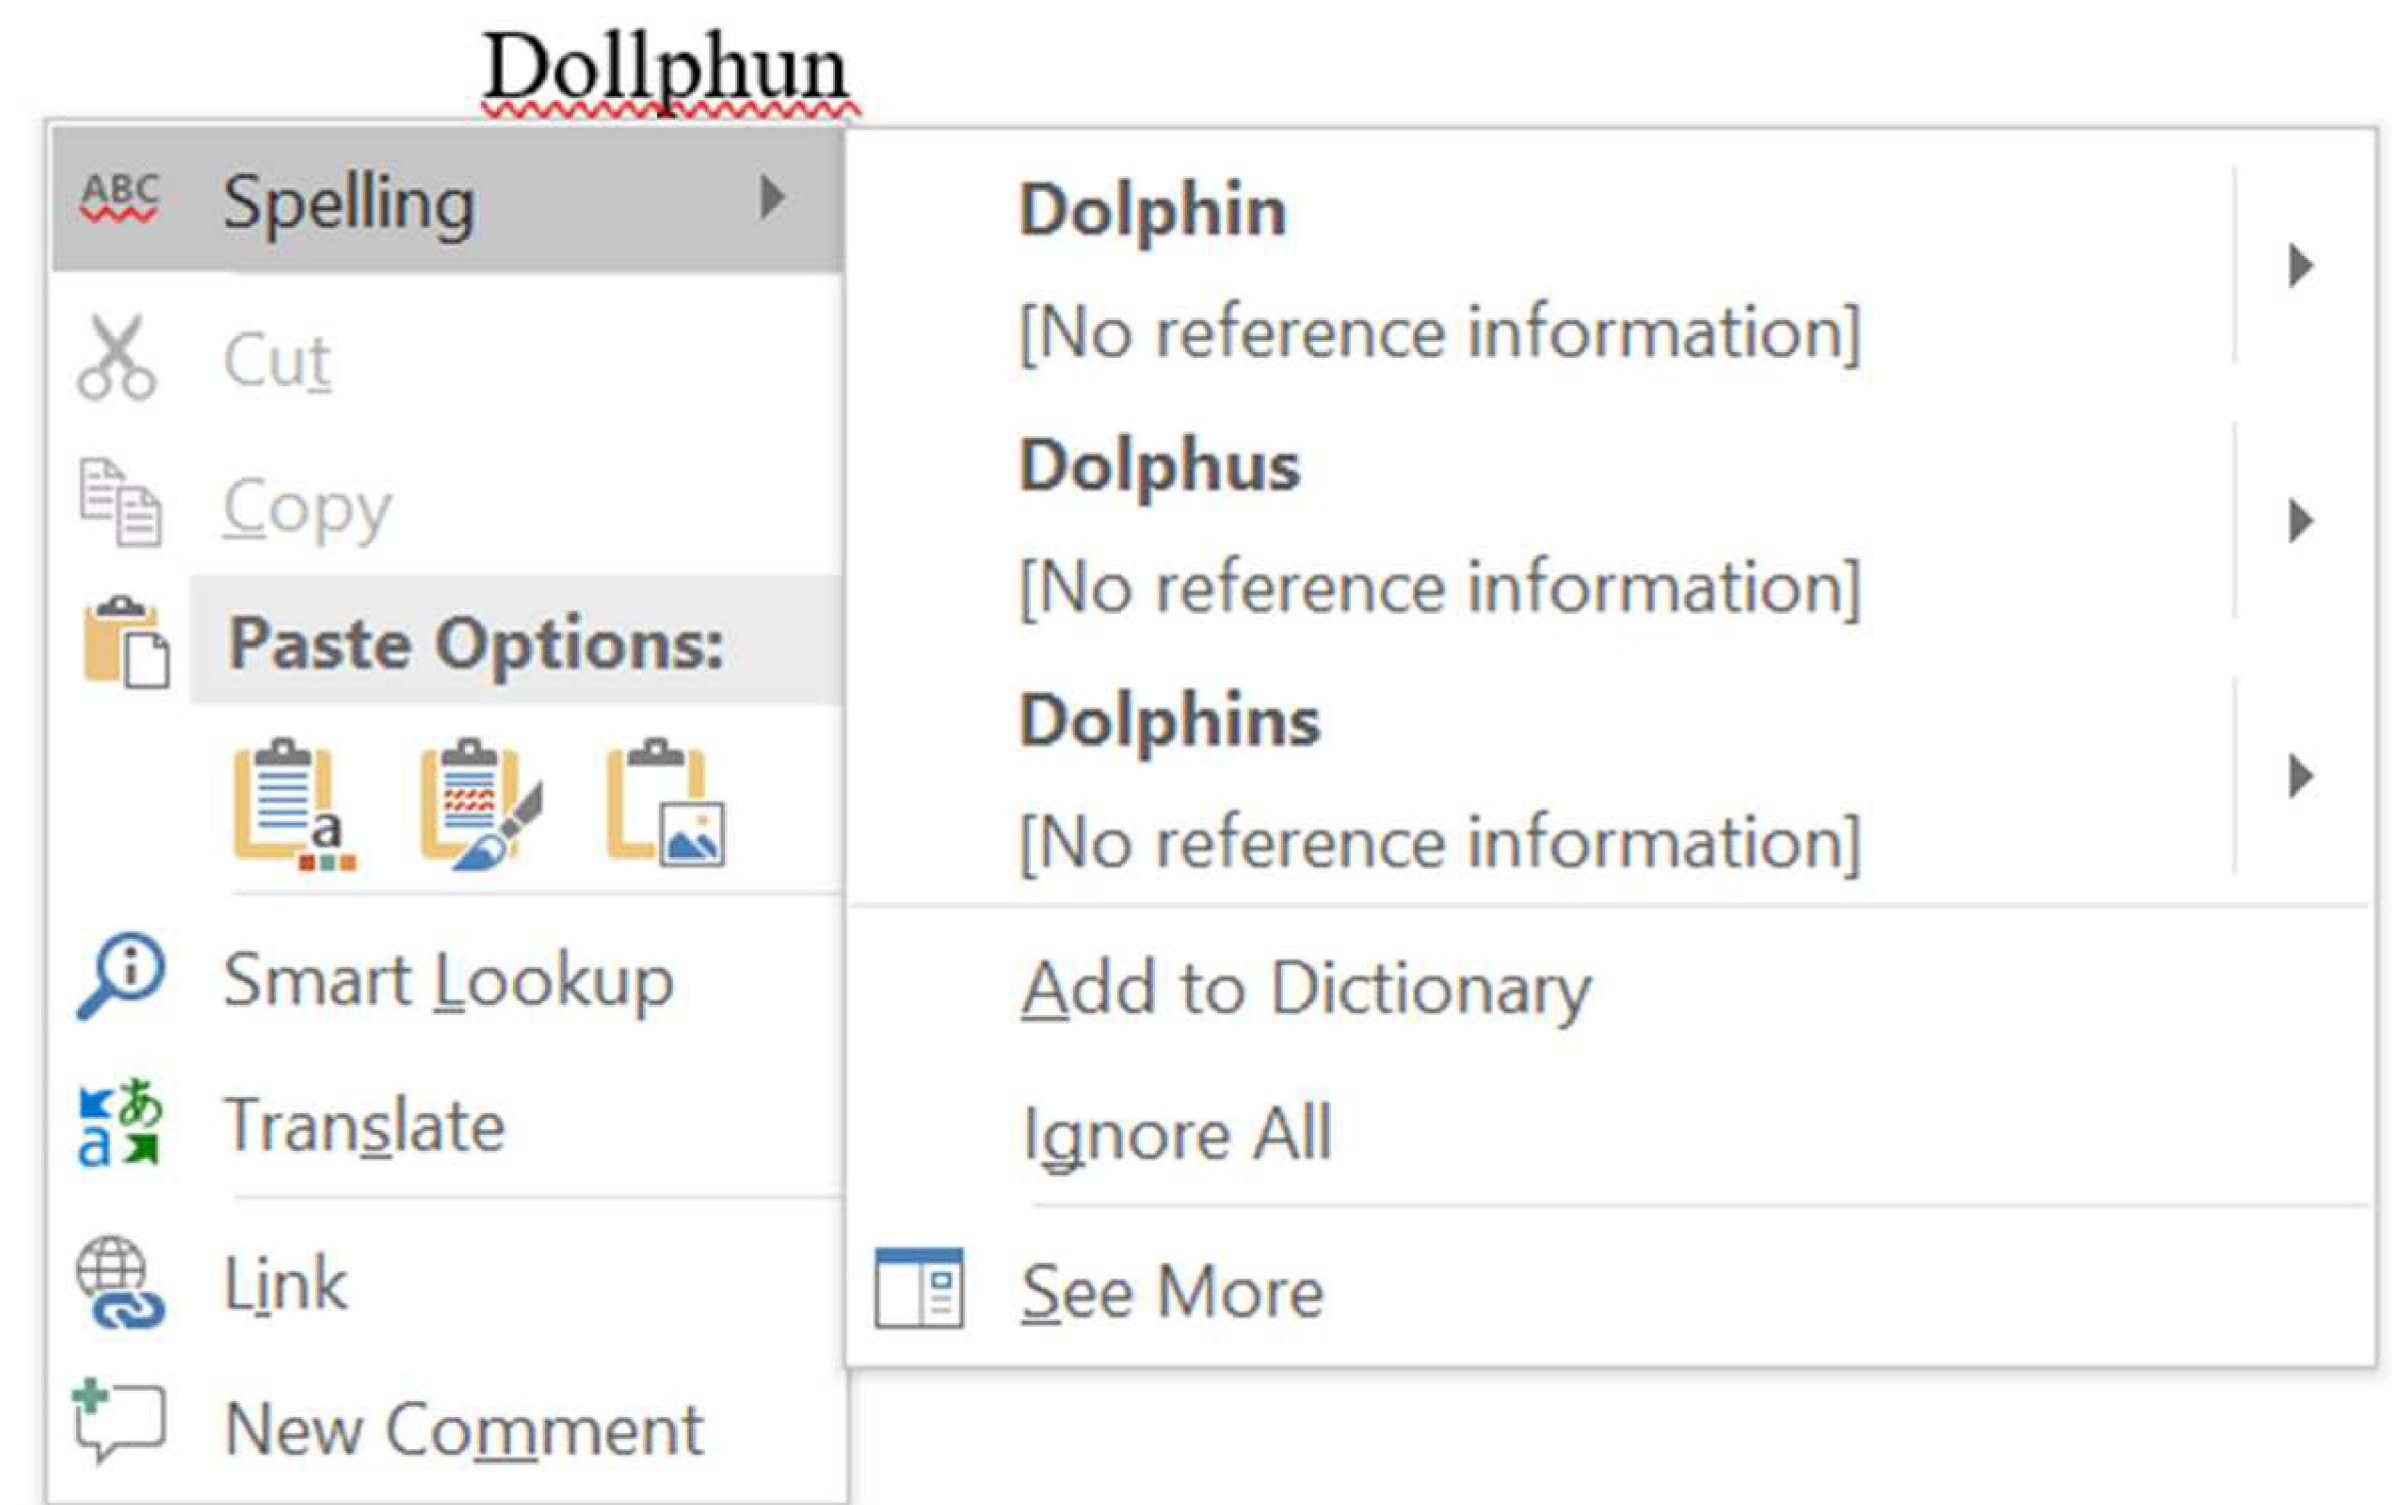 Dollphun
ABC Spelling
Cut
Copy
Paste Options:
a
Smart Lookup
あ
a Translate
Link
New Comment
Dolphin
[No reference information]
Dolphus
[No reference information]
Dolphins
[No reference information]
Add to Dictionary
Ignore All
See More